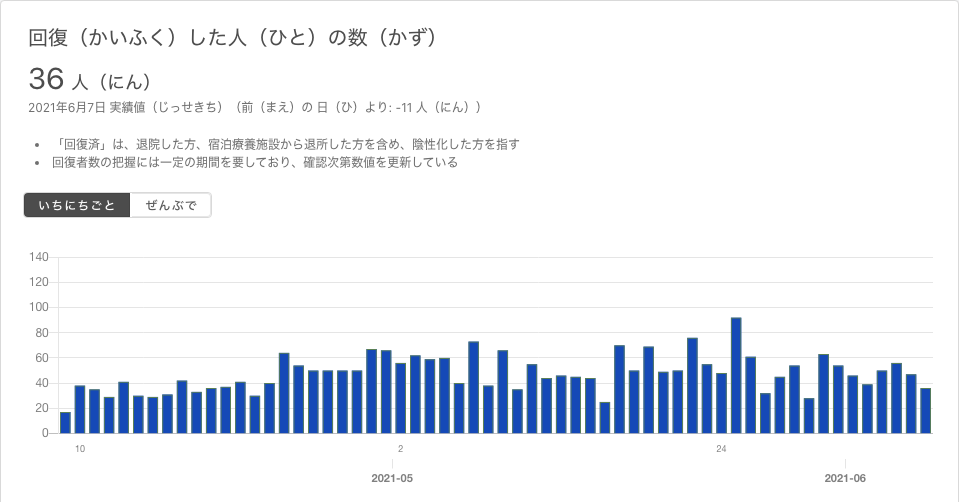 回復（かいふく）した人（ひと）の数（かず）
36 人（にん）
2021年6月7日 実績値（じっせきち）（前（まえ）の 日（ひ）より: -11 人（にん））
• 「回復済」は、退院した方、宿泊療養施設から退所した方を含め、陰性化した方を指す
• 回復者数の把握には一定の期間を要しており、確認次第数値を更新している
いちにちごと ぜんぶで
140
120
100
80
60
40
20
0
10 2 24
2021-05 2021-06